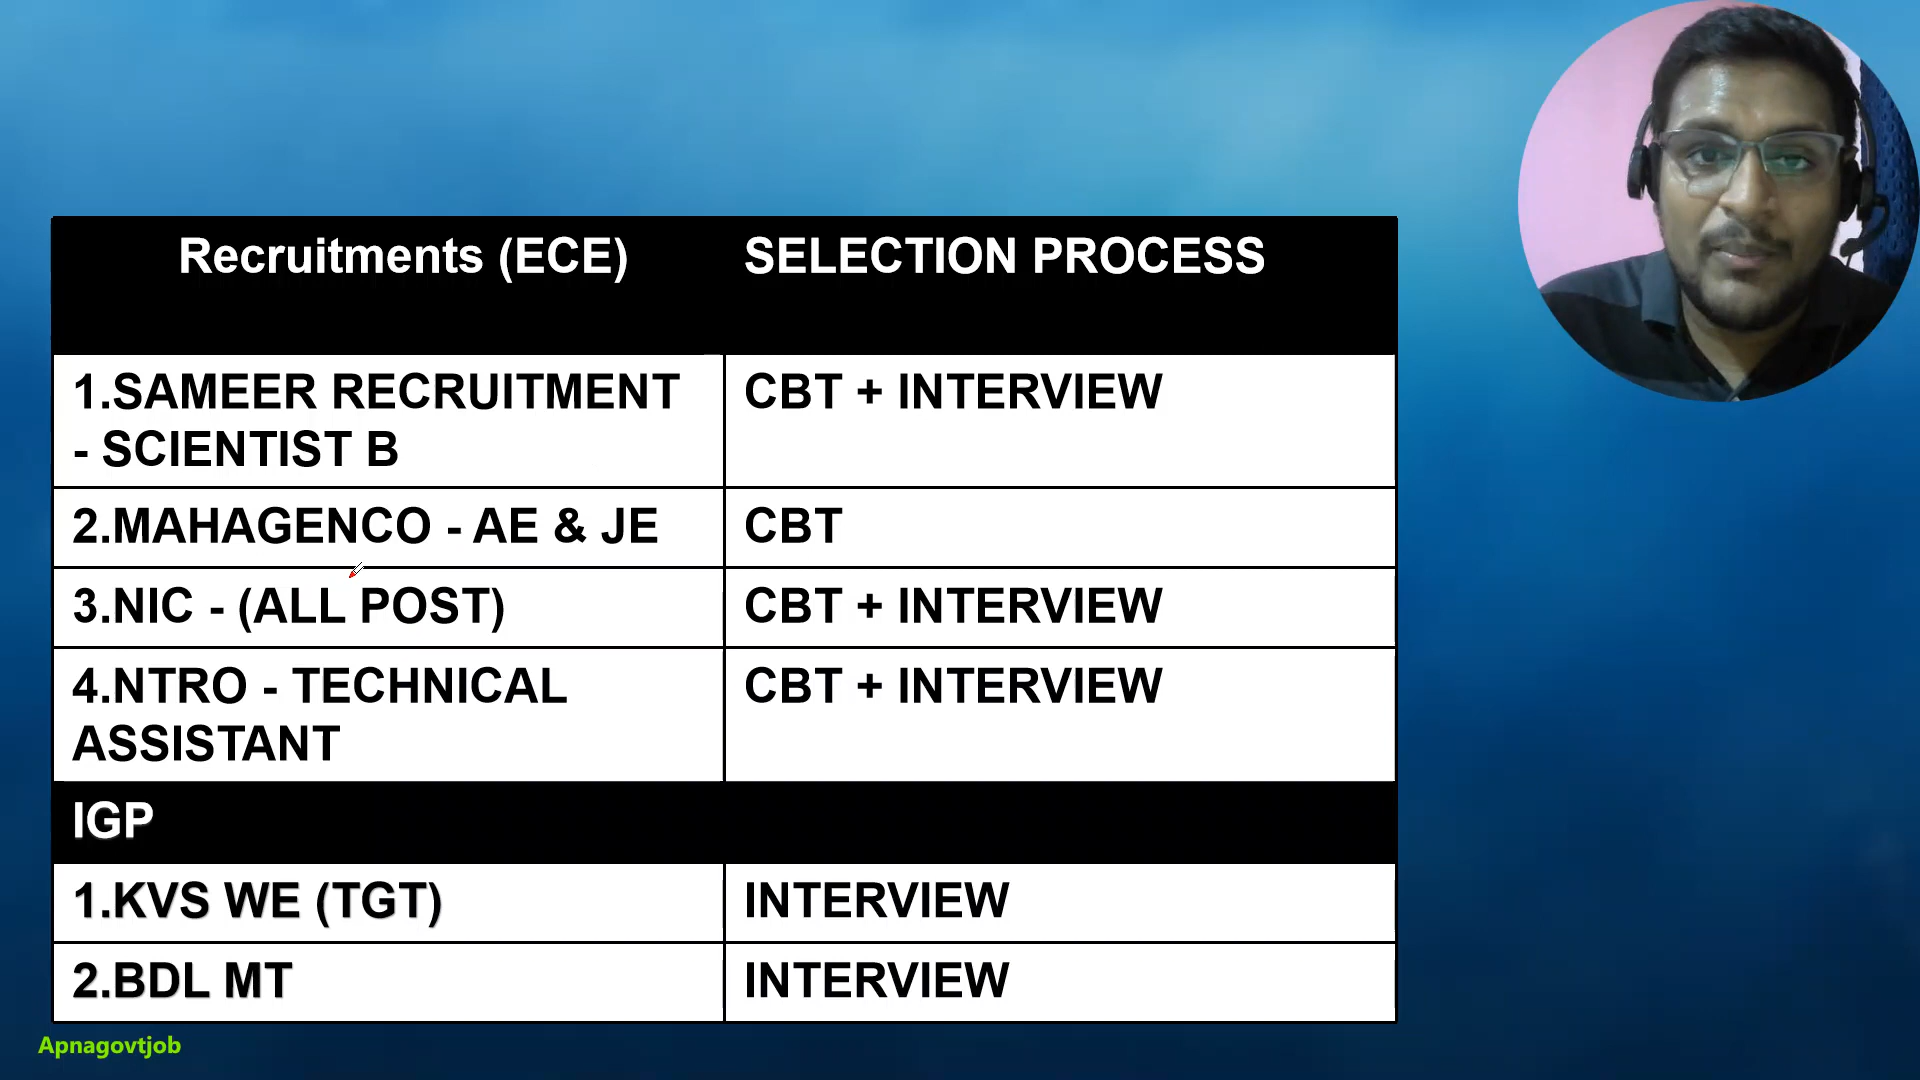 Recruitments (ECE) SELECTION PROCESS
1.SAMEER RECRUITMENT CBT + INTERVIEW
- SCIENTIST B
2.MAHAGENCO - AE & JE CBT
3.NIC - (ALL POST) CBT + INTERVIEW
4.NTRO - TECHNICAL CBT + INTERVIEW
ASSISTANT
IGP
1.KVS WE (TGT) INTERVIEW
2.BDL MT INTERVIEW
Apnagovtjob